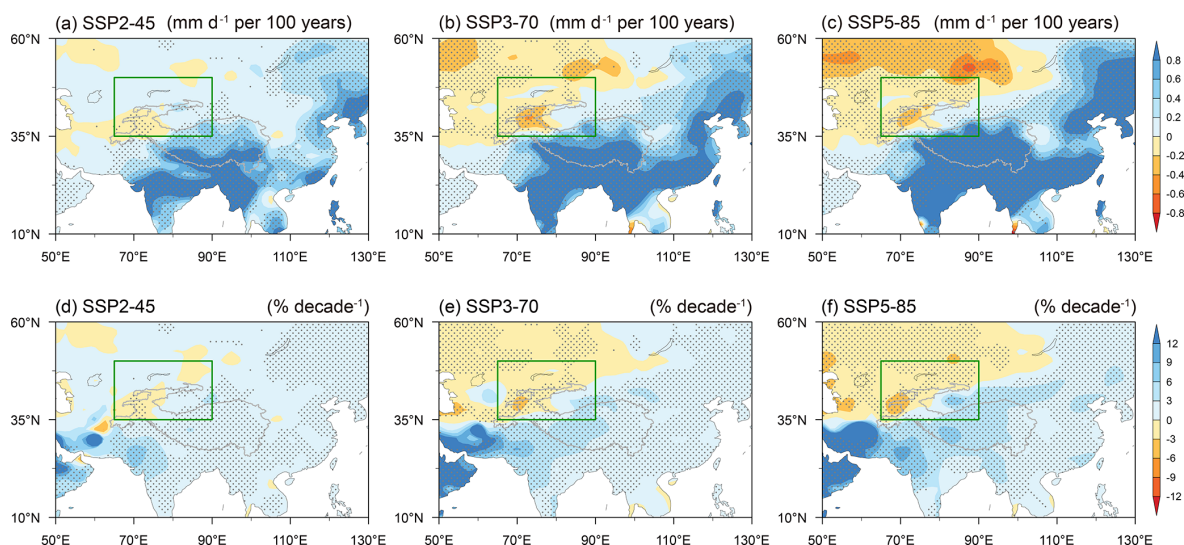 (a) SSP2-45 (mm d⁻¹ per 100 years)
(b) SSP3-70 (mm d⁻¹ per 100 years)
(c) SSP5-85 (mm d⁻¹ per 100 years)
60°N
60°N
60°N
35°N
35°N
35°N
10°N
10°N
10°N
50°E 70°E 90°E 110°E 130°E
50°E 70°E 90°E 110°E 130°E
50°E 70°E 90°E 110°E 130°E
0.8
0.6
0.4
0.2
0
-0.2
-0.4
-0.6
-0.8
(d) SSP2-45 (% decade⁻¹)
(e) SSP3-70 (% decade⁻¹)
(f) SSP5-85 (% decade⁻¹)
60°N
60°N
60°N
35°N
35°N
35°N
10°N
10°N
10°N
50°E 70°E 90°E 110°E 130°E
50°E 70°E 90°E 110°E 130°E
50°E 70°E 90°E 110°E 130°E
12
9
6
3
0
-3
-6
-9
-12